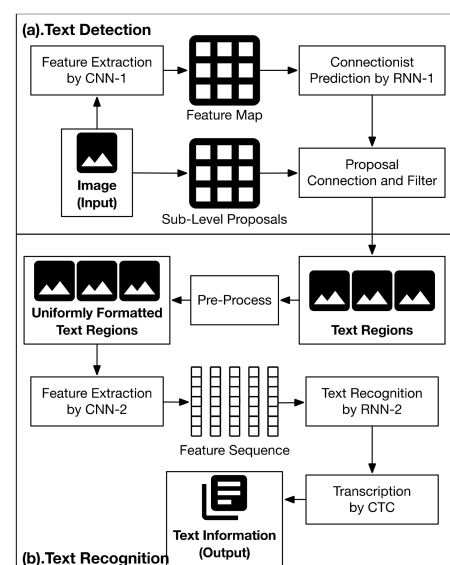 (a).Text Detection
Feature Extraction
by CNN-1
Feature Map
Connectionist
Prediction by RNN-1
Image
(Input)
Sub-Level Proposals
Proposal
Connection and Filter
Uniformly Formatted
Text Regions
Pre-Process
Text Regions
Feature Extraction
by CNN-2
Feature Sequence
Text Recognition
by RNN-2
Transcription
by CTC
Text Information
(Output)
(b).Text Recognition